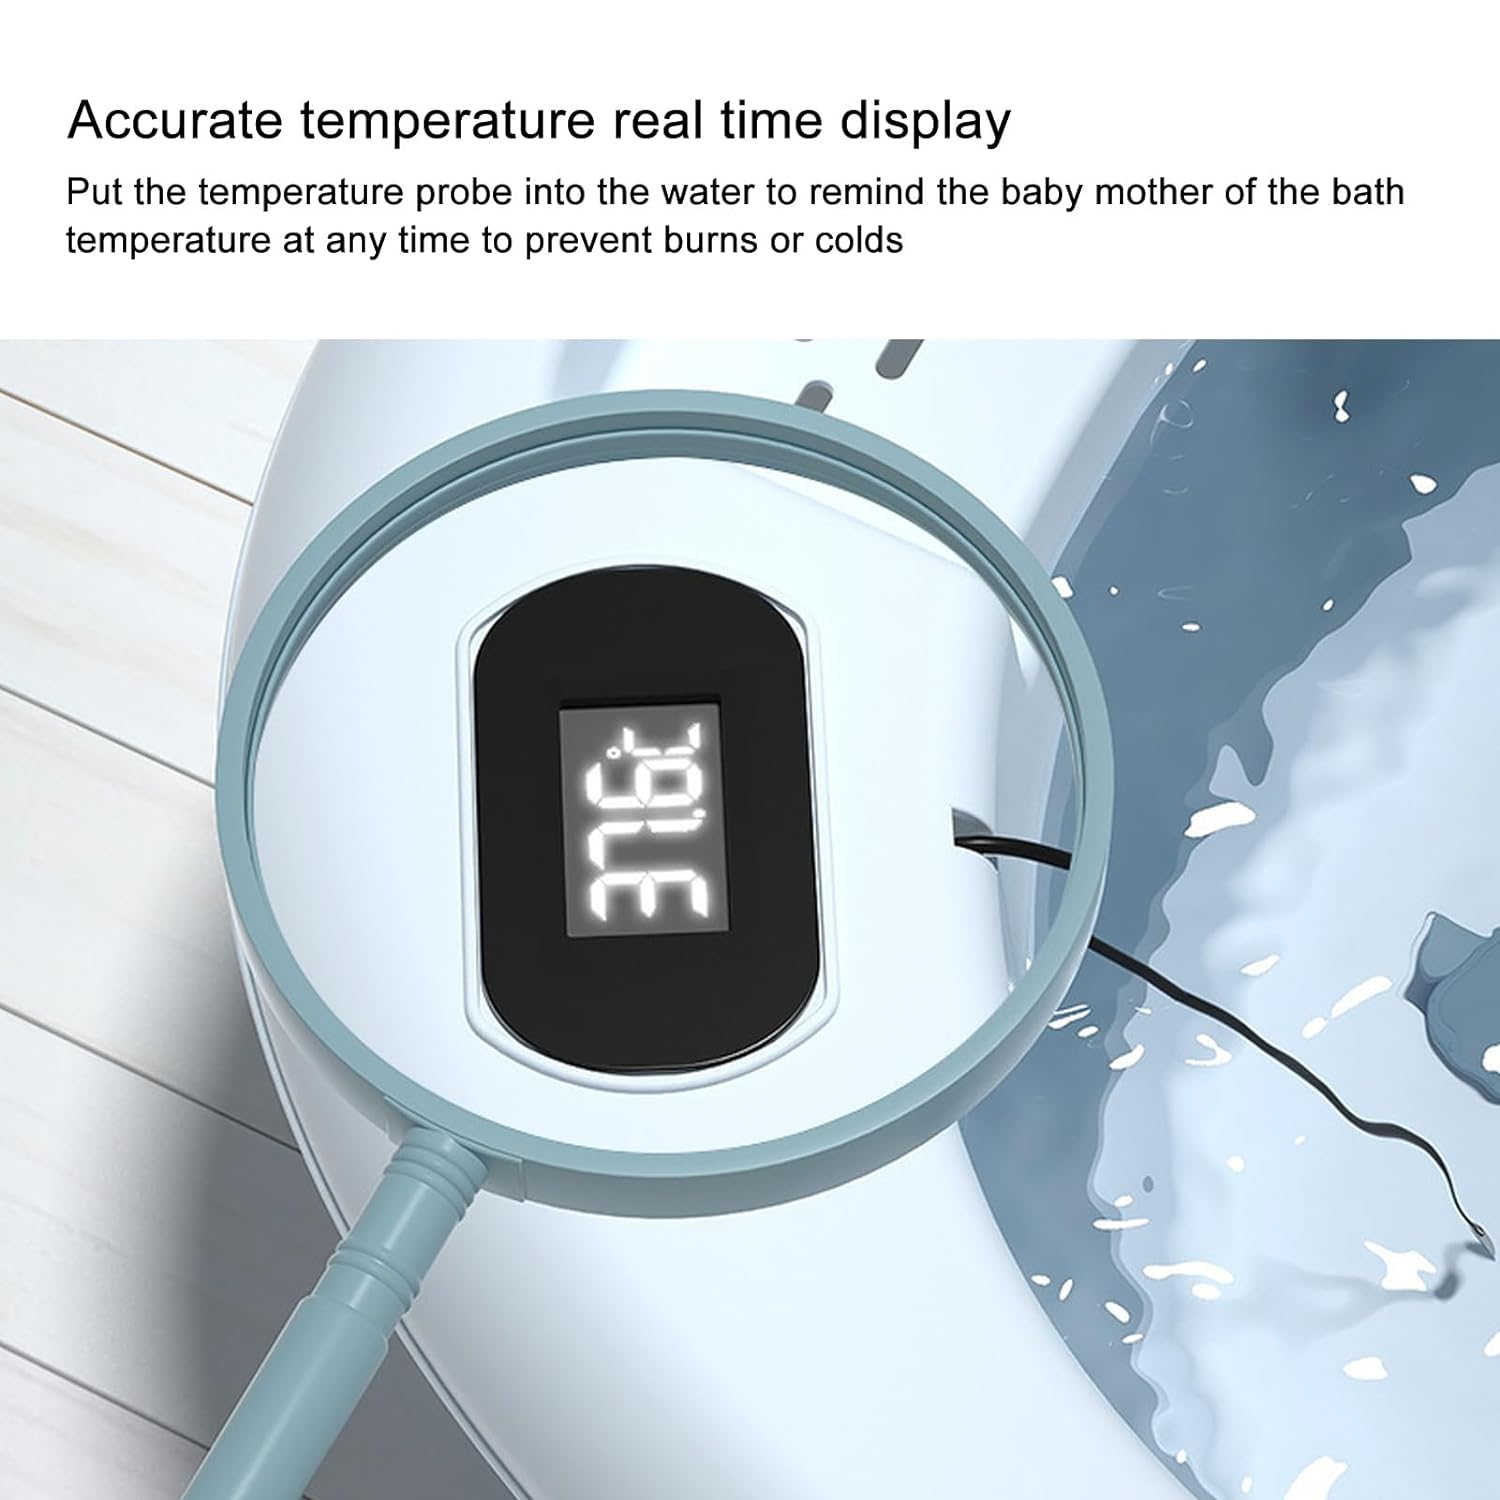 Accurate temperature real time display
Put the temperature probe into the water to remind the baby mother of the bath
temperature at any time to prevent burns or colds
37.6°C